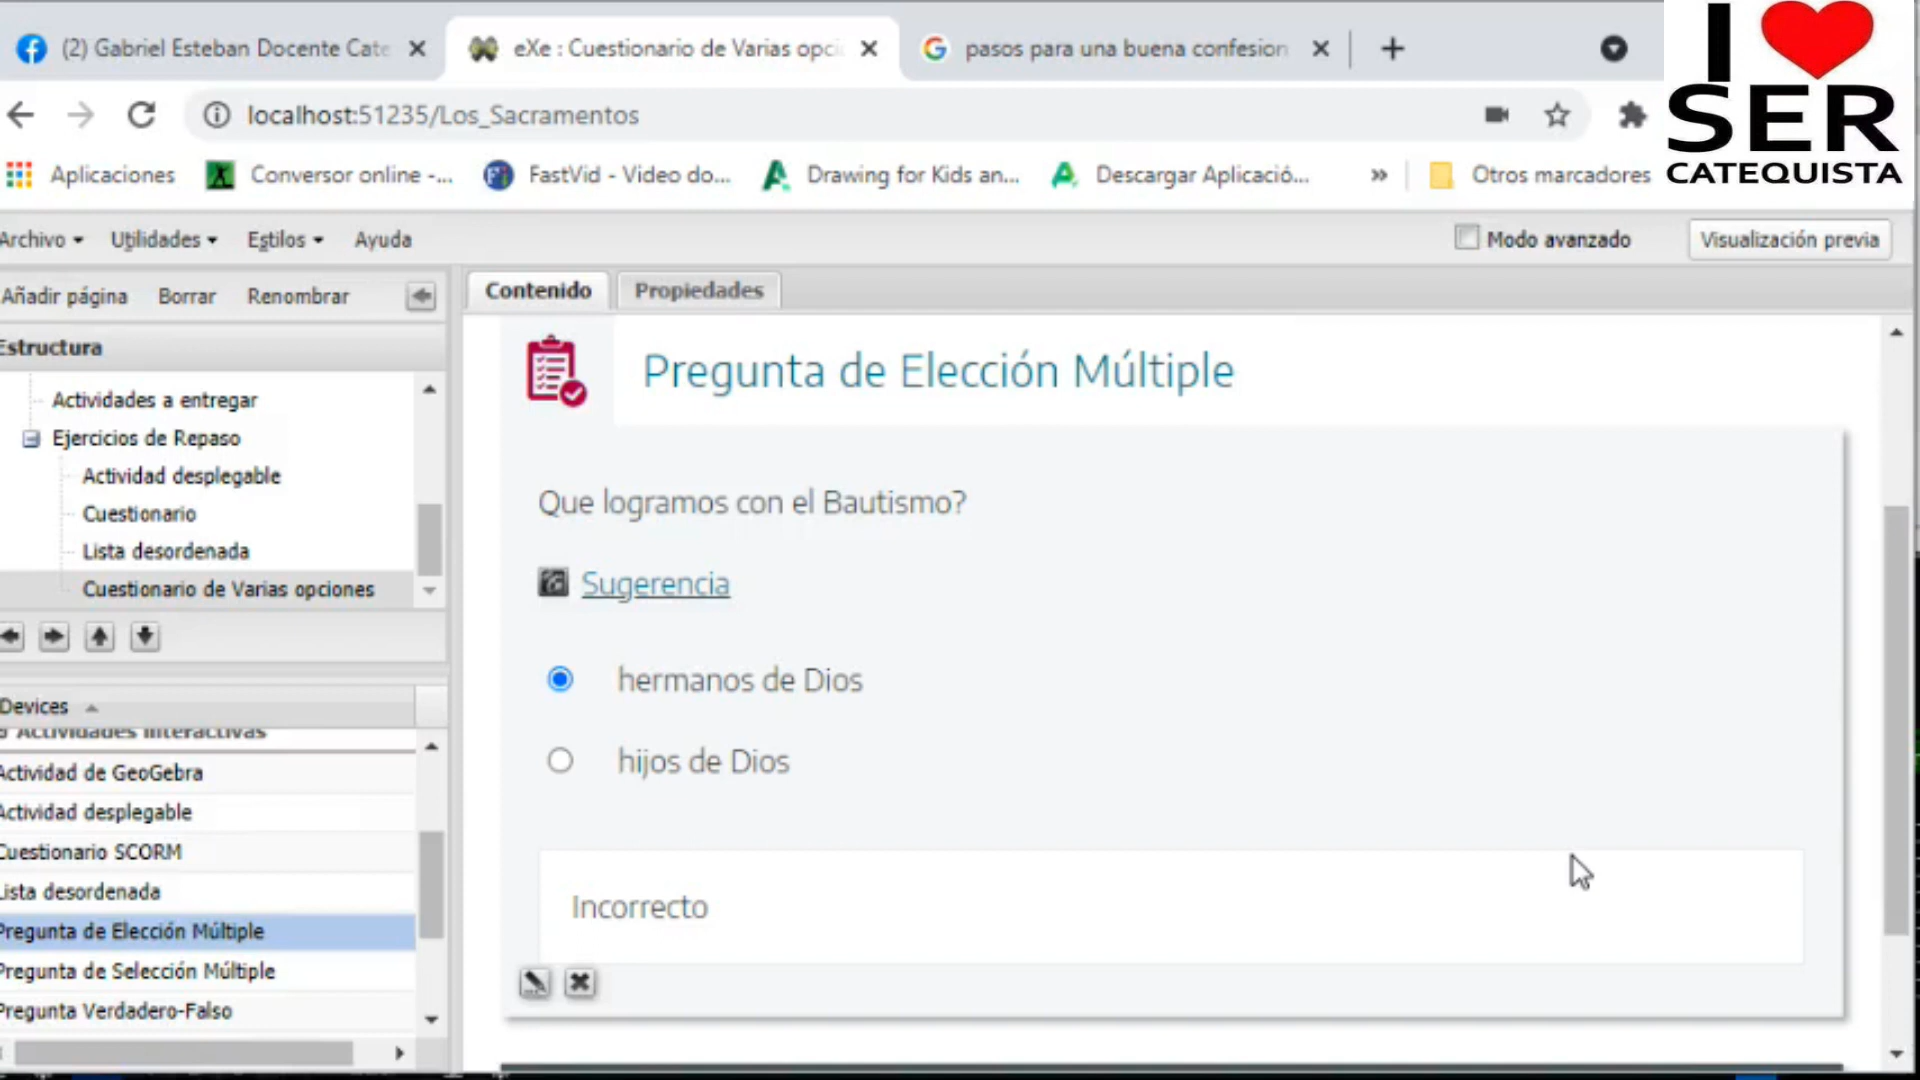 (2) Gabriel Esteban Docente Cate
eXe : Cuestionario de Varias opci
pasos para una buena confesion
I
SER
CATEQUISTA
localhost:51235/Los_Sacramentos
Aplicaciones
Conversor online -...
FastVid - Video do...
Drawing for Kids an...
Descargar Aplicació...
»
Otros marcadores
Archivo
Utilidades
Estilos
Ayuda
Modo avanzado
Visualización previa
Añadir página
Borrar
Renombrar
Contenido
Propiedades
Estructura
Actividades a entregar
Ejercicios de Repaso
Actividad desplegable
Cuestionario
Lista desordenada
Cuestionario de Varias opciones
Devices
Actividades interactivas
Actividad de GeoGebra
Actividad desplegable
Cuestionario SCORM
Lista desordenada
Pregunta de Elección Múltiple
Pregunta de Selección Múltiple
Pregunta Verdadero-Falso
Pregunta de Elección Múltiple
Que logramos con el Bautismo?
Sugerencia
hermanos de Dios
hijos de Dios
Incorrecto